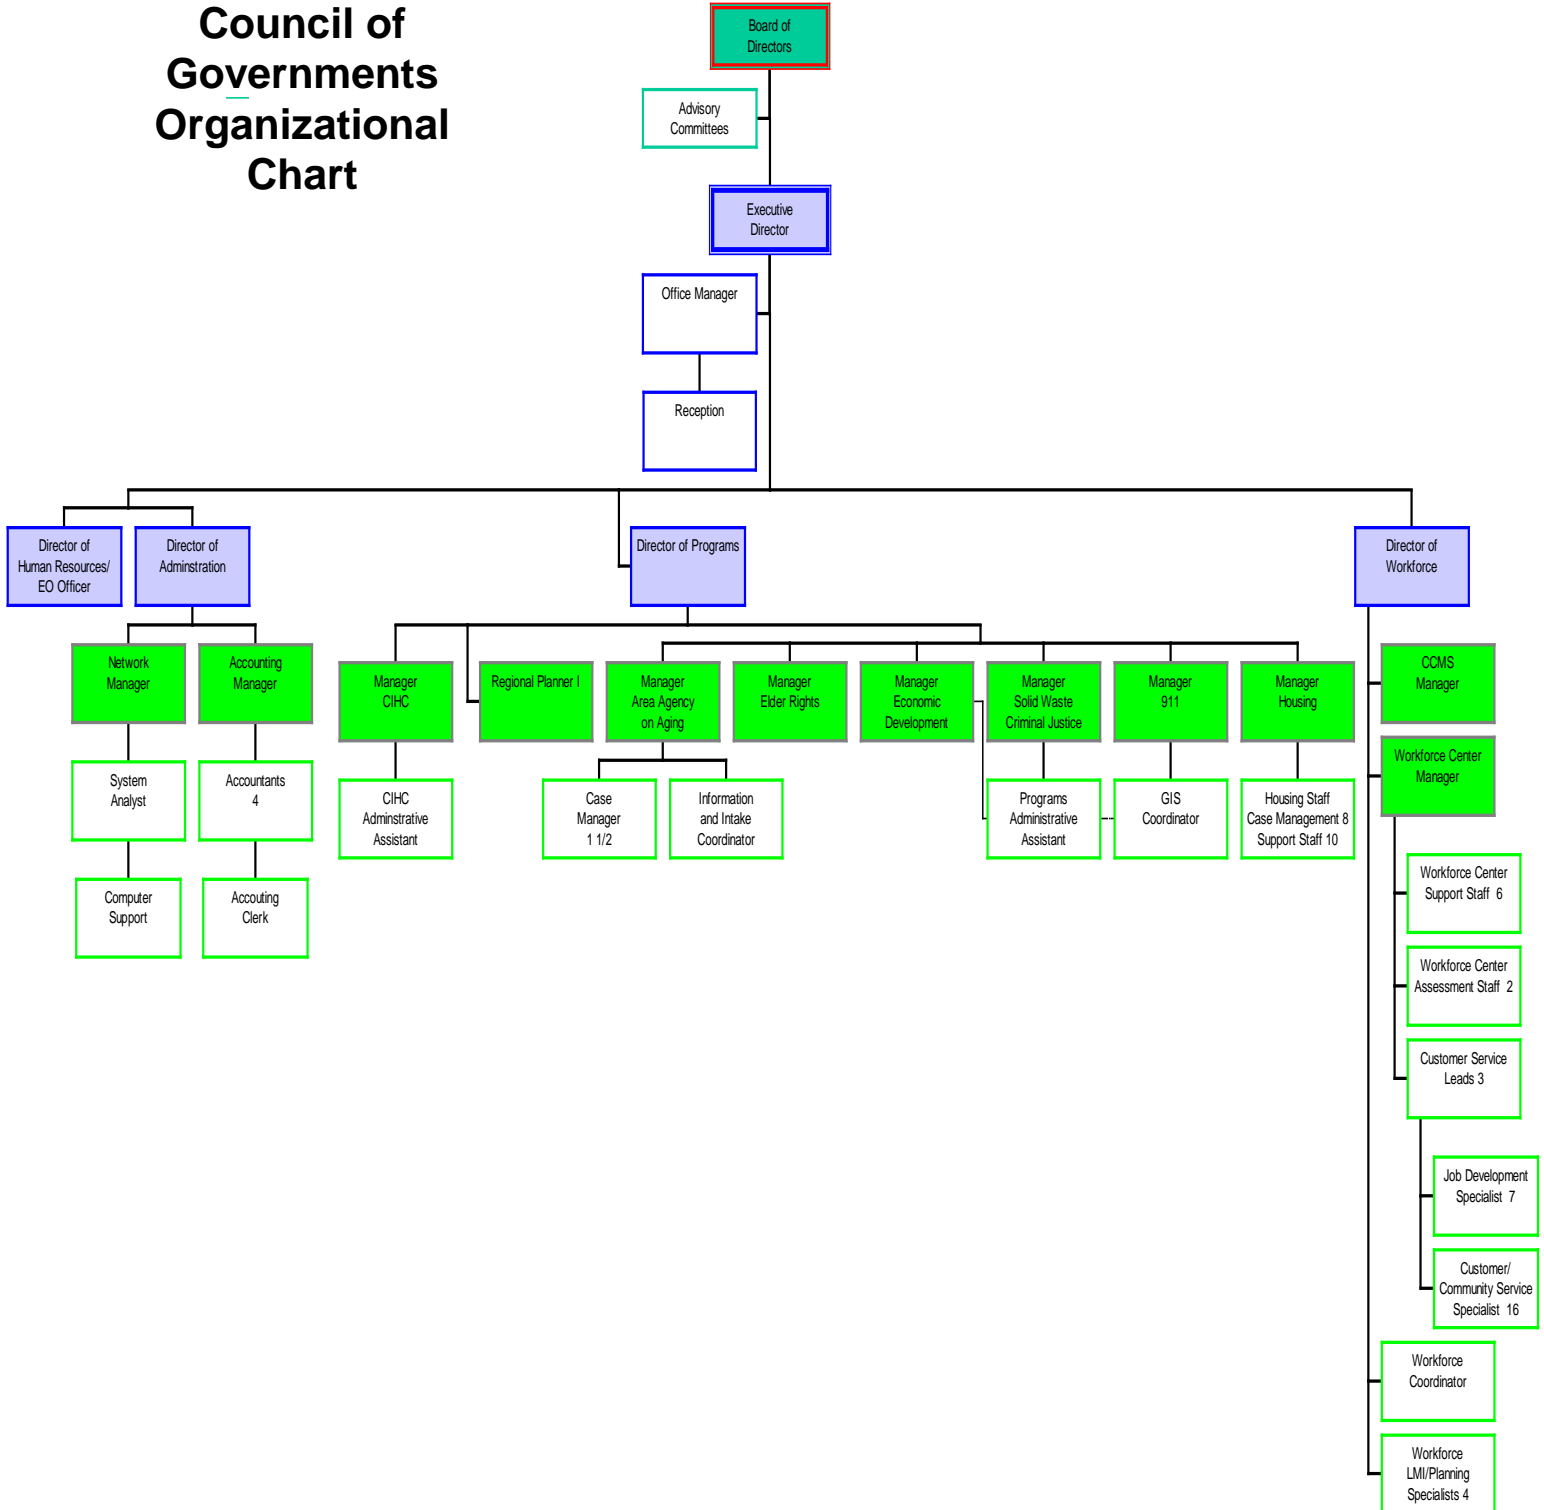 Council of
Governments
Organizational
Chart
Board of
Directors
Advisory
Committees
Executive
Director
Office Manager
Reception
Director of
Human Resources/
EO Officer
Director of
Adminstration
Director of Programs
Director of
Workforce
Network
Manager
Accounting
Manager
Manager
CIHC
Regional Planner I
Manager
Area Agency
on Aging
Manager
Elder Rights
Manager
Economic
Development
Manager
Solid Waste
Criminal Justice
Manager
911
Manager
Housing
CCMS
Manager
Workforce Center
Manager
System
Analyst
Accountants
4
CIHC
Adminstrative
Assistant
Case
Manager
1 1/2
Information
and Intake
Coordinator
Programs
Administrative
Assistant
GIS
Coordinator
Housing Staff
Case Management 8
Support Staff 10
Computer
Support
Accouting
Clerk
Workforce Center
Support Staff 6
Workforce Center
Assessment Staff 2
Customer Service
Leads 3
Job Development
Specialist 7
Customer/
Community Service
Specialist 16
Workforce
Coordinator
Workforce
LMI/Planning
Specialists 4